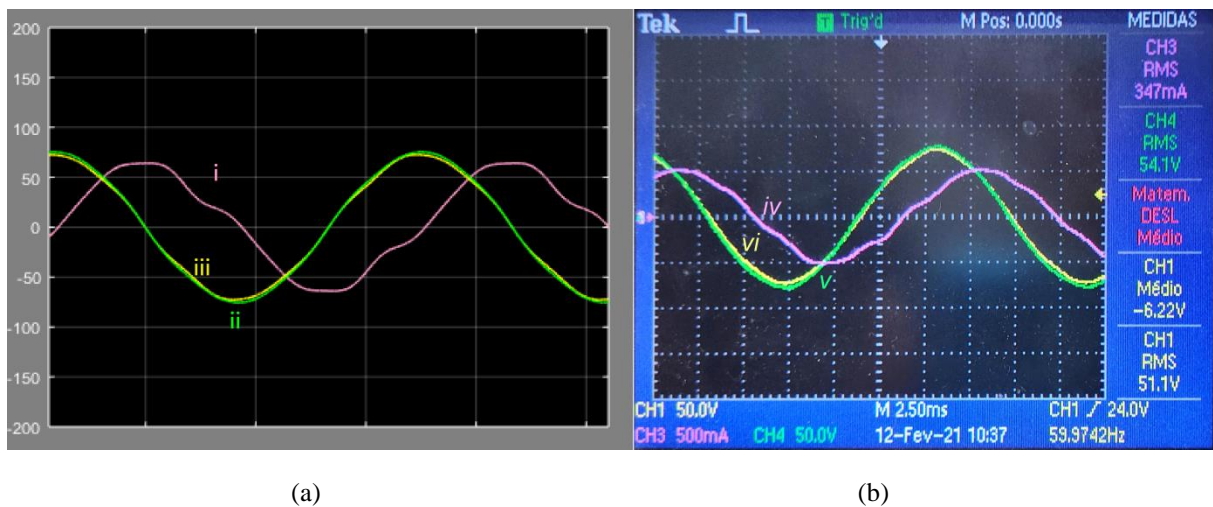 200
150
100
50
0
-50
-100
-150
-200
i
iii
ii
Tek Trig'd M Pos: 0.000s MEDIDAS
CH3
RMS
347mA
CH4
RMS
54.1V
Matem.
DESL
Médio
CH1
Médio
-6.22V
CH1
RMS
51.1V
iv
vi
v
3
CH1 50.0V M 2.50ms CH1 24.0V
CH3 500mA CH4 50.0V 12-Fev-21 10:37 59.9742Hz
(a) (b)